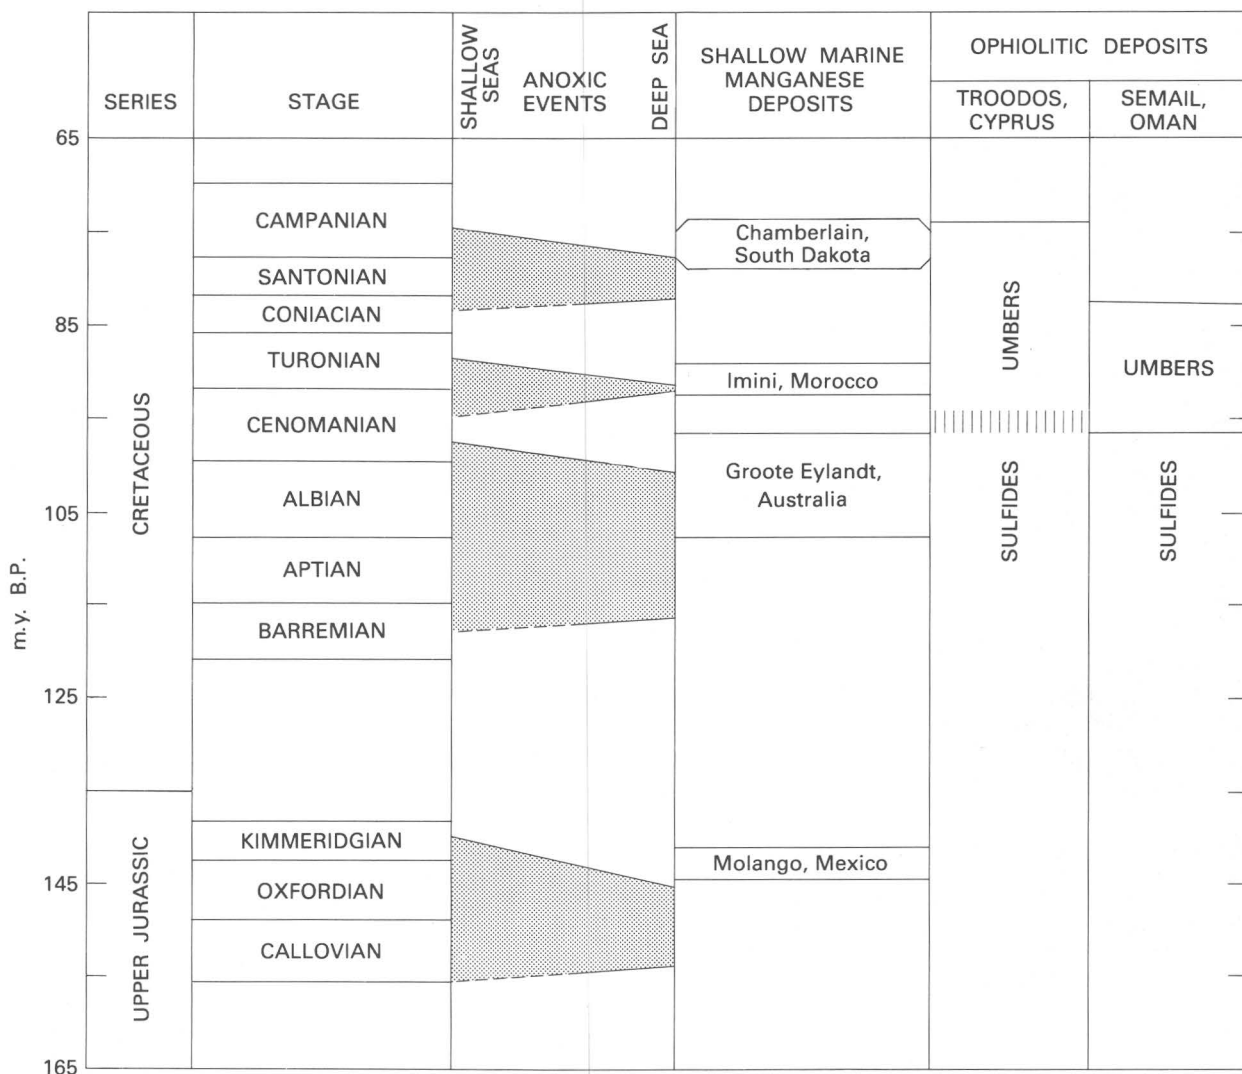 SERIES
STAGE
SHALLOW
SEAS
ANOXIC
EVENTS
DEEP SEA
SHALLOW MARINE
MANGANESE
DEPOSITS
OPHIOLITIC DEPOSITS
TROODOS,
CYPRUS
SEMAIL,
OMAN
m.y. B.P.
65
85
105
125
145
165
CRETACEOUS
UPPER JURASSIC
CAMPANIAN
SANTONIAN
CONIACIAN
TURONIAN
CENOMANIAN
ALBIAN
APTIAN
BARREMIAN
KIMMERIDGIAN
OXFORDIAN
CALLOVIAN
Chamberlain,
South Dakota
Imini, Morocco
Groote Eylandt,
Australia
Molango, Mexico
UMBERS
SULFIDES
UMBERS
SULFIDES